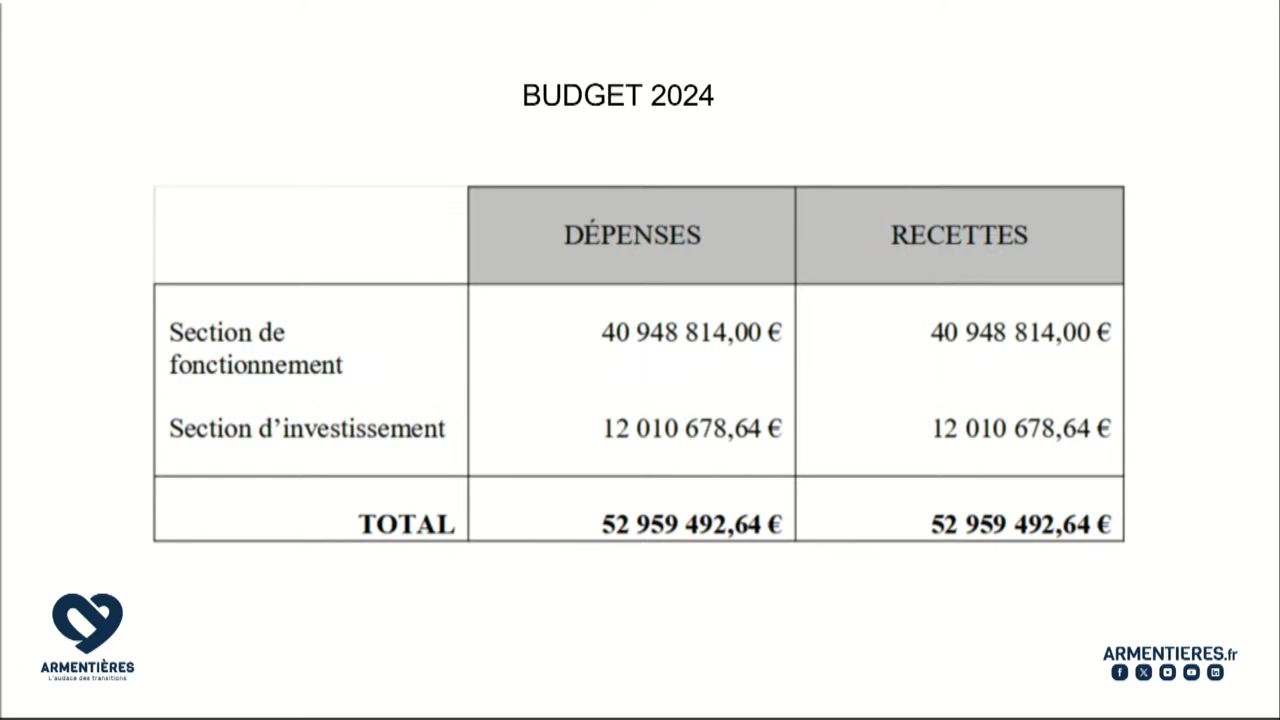 BUDGET 2024
DÉPENSES RECETTES
Section de
fonctionnement 40 948 814,00 € 40 948 814,00 €
Section d’investissement 12 010 678,64 € 12 010 678,64 €
TOTAL 52 959 492,64 € 52 959 492,64 €
ARMENTIÈRES
L'audace des transitions
ARMENTIERES.fr